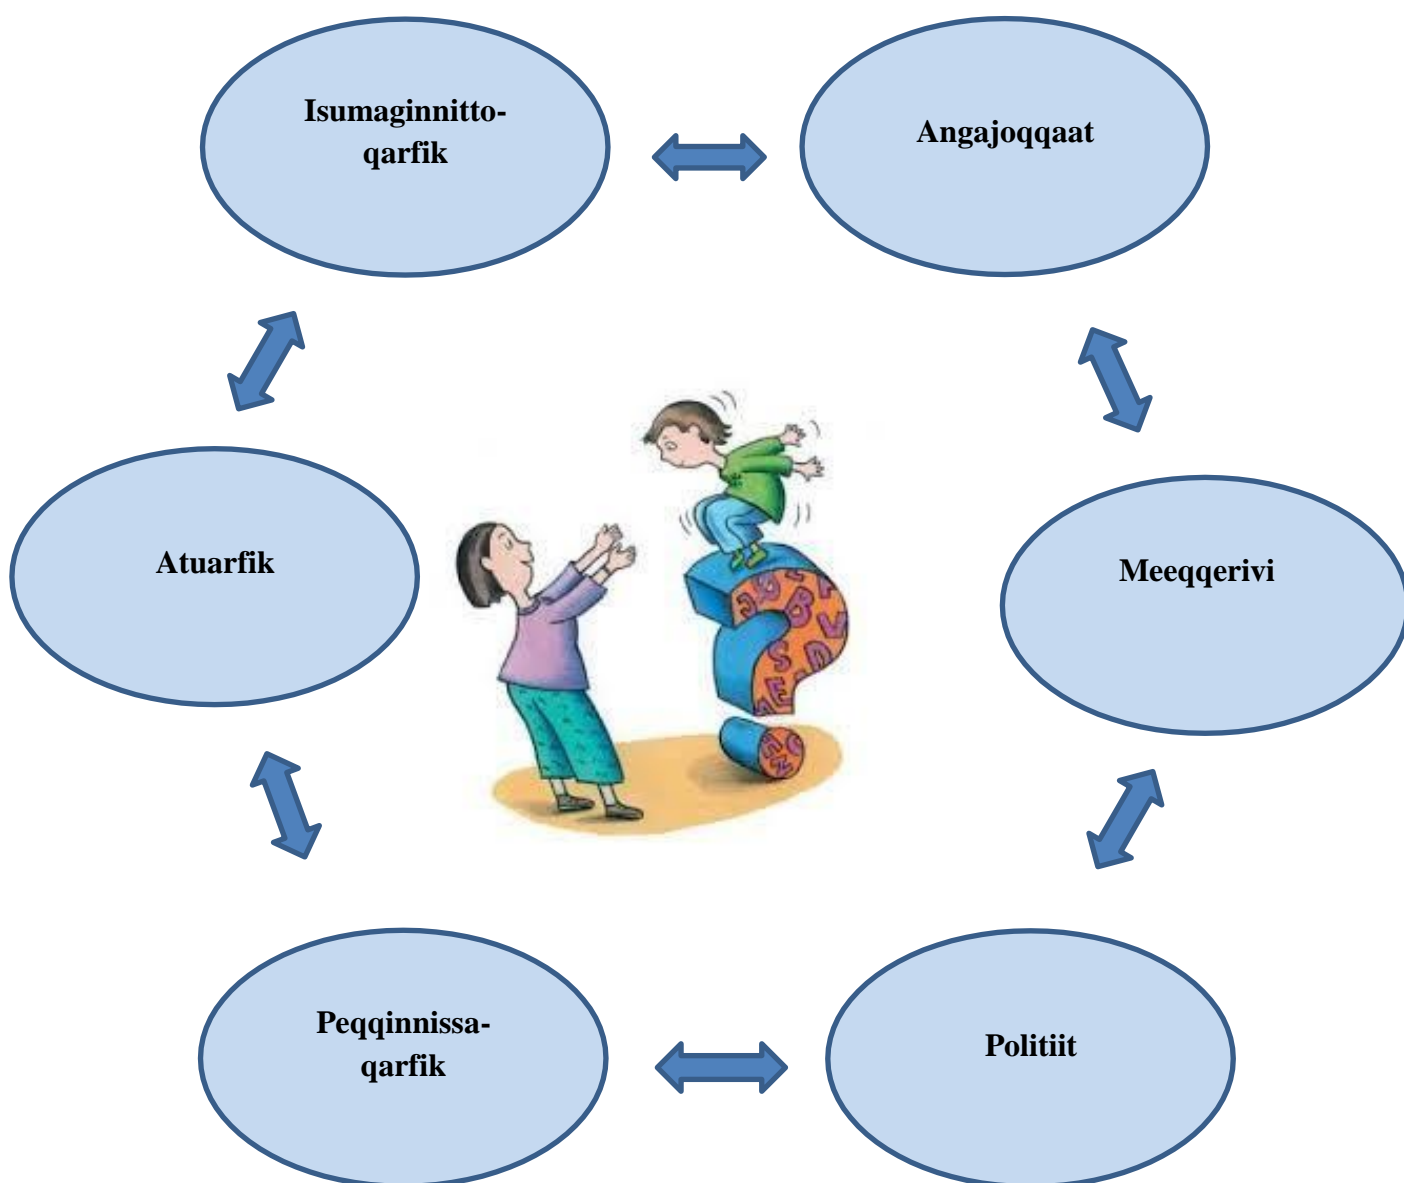 Isumaginnitto-
qarfik
Angajoqqaat
Atuarfik
Meeqqerivi
Peqqinnissa-
qarfik
Politiit